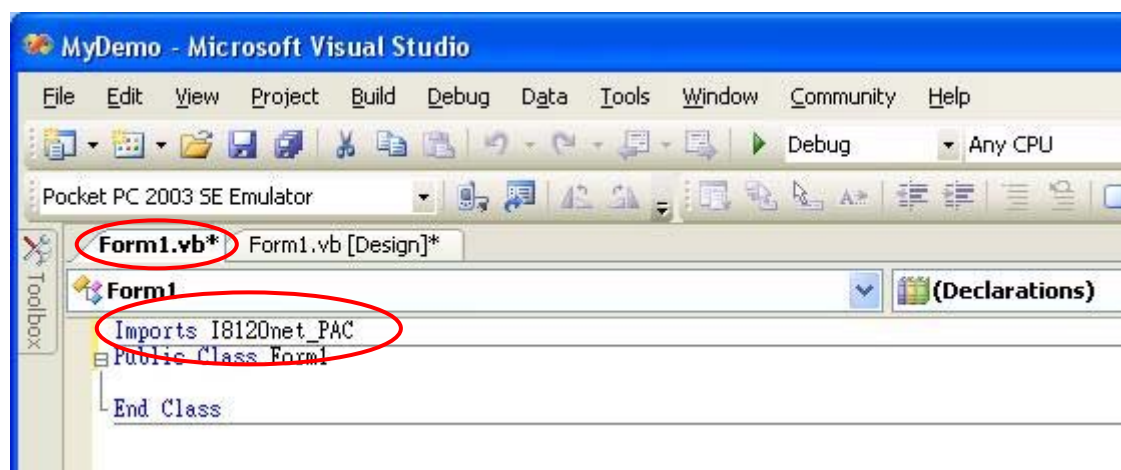 MyDemo - Microsoft Visual Studio
File Edit View Project Build Debug Data Tools Window Community Help
Debug Any CPU
Pocket PC 2003 SE Emulator
Form1.vb* Form1.vb [Design]*
Toolbox
Form1 (Declarations)
Imports I8120net_PAC
Public Class Form1
End Class